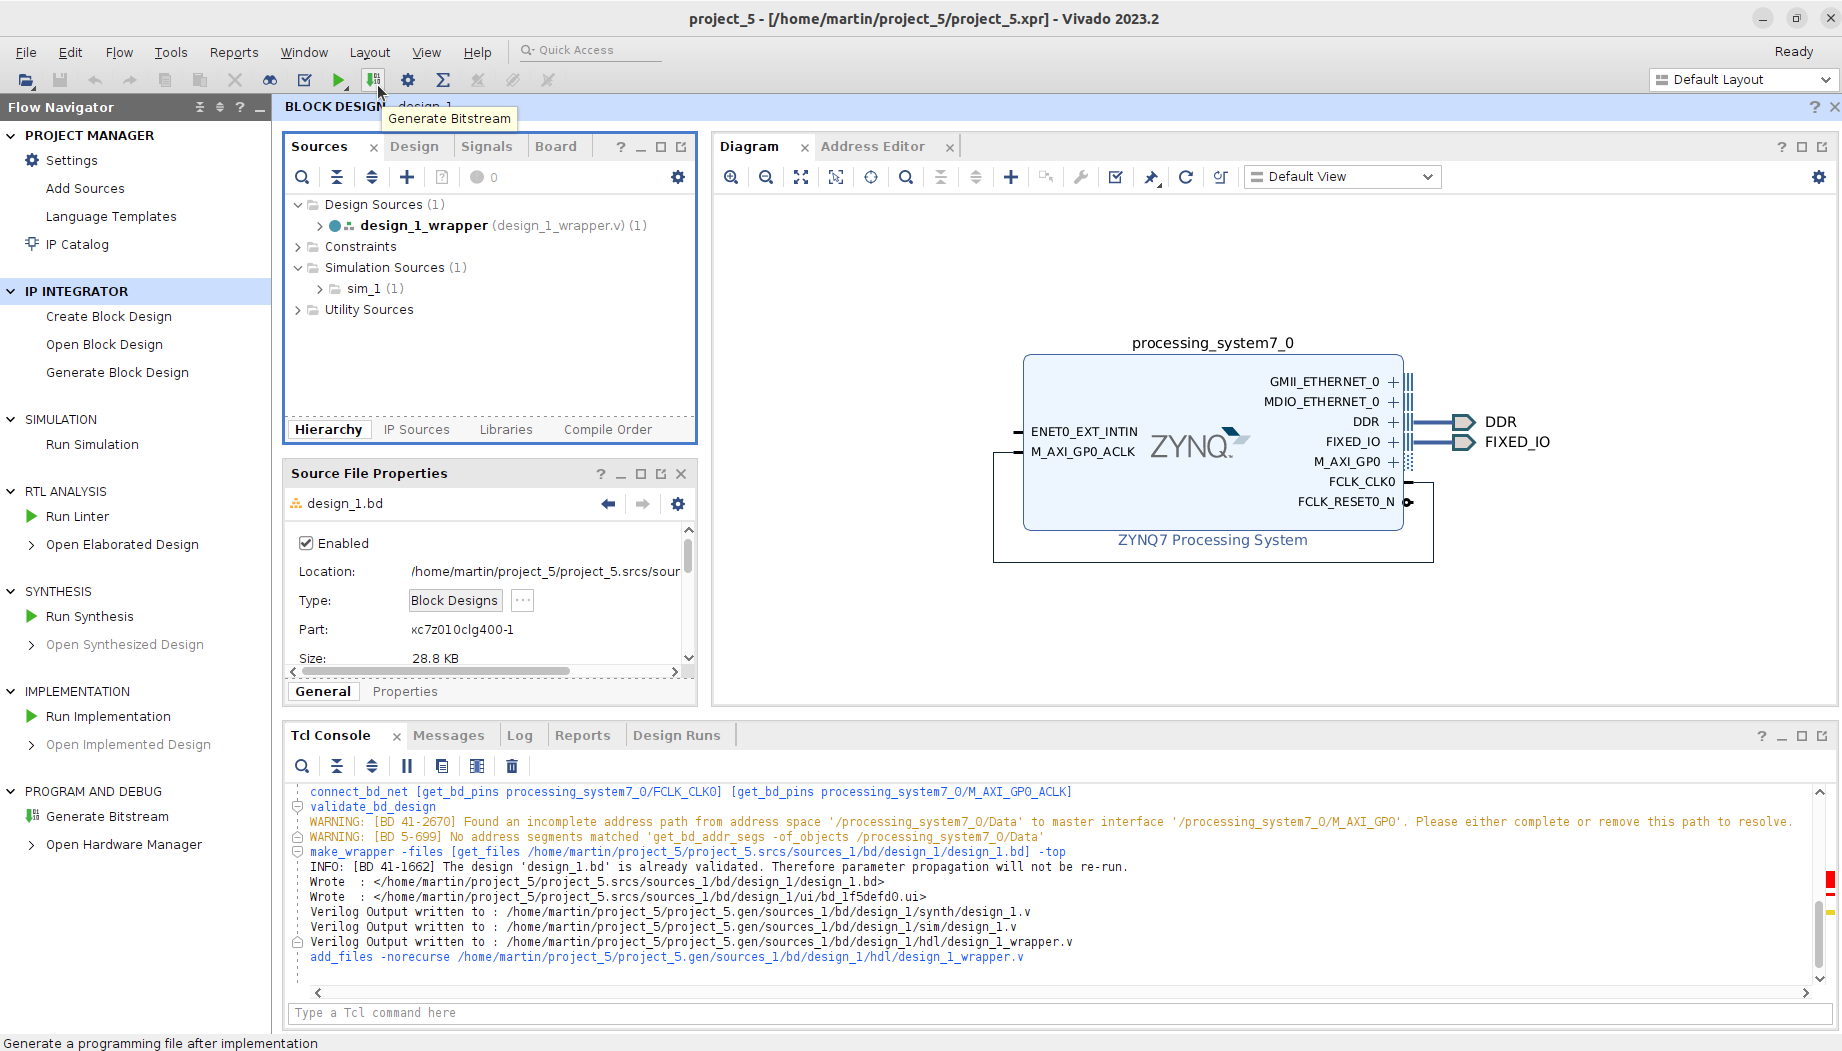 project_5 - [/home/martin/project_5/project_5.xpr] - Vivado 2023.2
File Edit Flow Tools Reports Window Layout View Help Quick Access Ready
Default Layout
Flow Navigator
PROJECT MANAGER
Settings
Add Sources
Language Templates
IP Catalog
IP INTEGRATOR
Create Block Design
Open Block Design
Generate Block Design
SIMULATION
Run Simulation
RTL ANALYSIS
Run Linter
Open Elaborated Design
SYNTHESIS
Run Synthesis
Open Synthesized Design
IMPLEMENTATION
Run Implementation
Open Implemented Design
PROGRAM AND DEBUG
Generate Bitstream
Open Hardware Manager
BLOCK DESIGN - design_1
Generate Bitstream
Sources Design Signals Board
0
Design Sources (1)
design_1_wrapper (design_1_wrapper.v) (1)
Constraints
Simulation Sources (1)
sim_1 (1)
Utility Sources
Hierarchy IP Sources Libraries Compile Order
Source File Properties
design_1.bd
Enabled
Location: /home/martin/project_5/project_5.srcs/sour
Type: Block Designs
Part: xc7z010clg400-1
Size: 28.8 KB
General Properties
Diagram Address Editor
Default View
processing_system7_0
GMII_ETHERNET_0
MDIO_ETHERNET_0
DDR
FIXED_IO
M_AXI_GP0
FCLK_CLK0
FCLK_RESET0_N
ENET0_EXT_INTIN
M_AXI_GP0_ACLK
ZYNQ
DDR
FIXED_IO
ZYNQ7 Processing System
Tcl Console Messages Log Reports Design Runs
connect_bd_net [get_bd_pins processing_system7_0/FCLK_CLK0] [get_bd_pins processing_system7_0/M_AXI_GP0_ACLK]
validate_bd_design
WARNING: [BD 41-2670] Found an incomplete address path from address space '/processing_system7_0/Data' to master interface '/processing_system7_0/M_AXI_GP0'. Please either complete or remove this path to resolve.
WARNING: [BD 5-699] No address segments matched 'get_bd_addr_segs -of_objects /processing_system7_0/Data'
make_wrapper -files [get_files /home/martin/project_5/project_5.srcs/sources_1/bd/design_1/design_1.bd] -top
INFO: [BD 41-1662] The design 'design_1.bd' is already validated. Therefore parameter propagation will not be re-run.
Wrote  : </home/martin/project_5/project_5.srcs/sources_1/bd/design_1/design_1.bd>
Wrote  : </home/martin/project_5/project_5.srcs/sources_1/bd/design_1/ui/bd_1f5defd0.ui>
Verilog Output written to : /home/martin/project_5/project_5.gen/sources_1/bd/design_1/synth/design_1.v
Verilog Output written to : /home/martin/project_5/project_5.gen/sources_1/bd/design_1/sim/design_1.v
Verilog Output written to : /home/martin/project_5/project_5.gen/sources_1/bd/design_1/hdl/design_1_wrapper.v
add_files -norecurse /home/martin/project_5/project_5.gen/sources_1/bd/design_1/hdl/design_1_wrapper.v
Type a Tcl command here
Generate a programming file after implementation